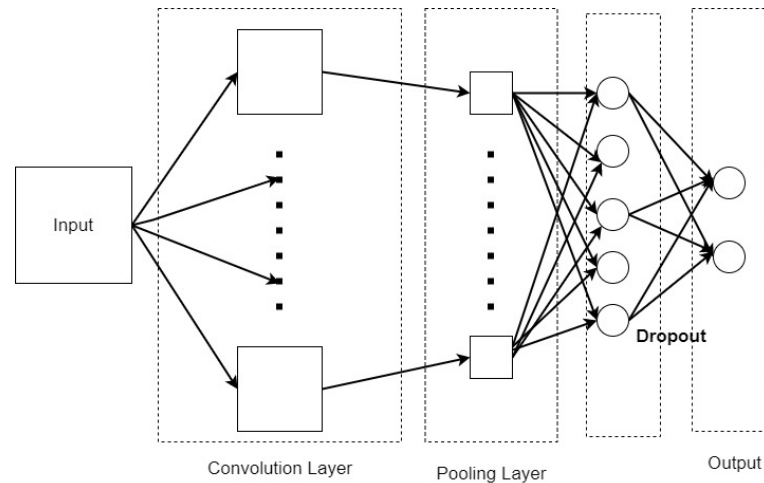 Input
Dropout
Convolution Layer
Pooling Layer
Output